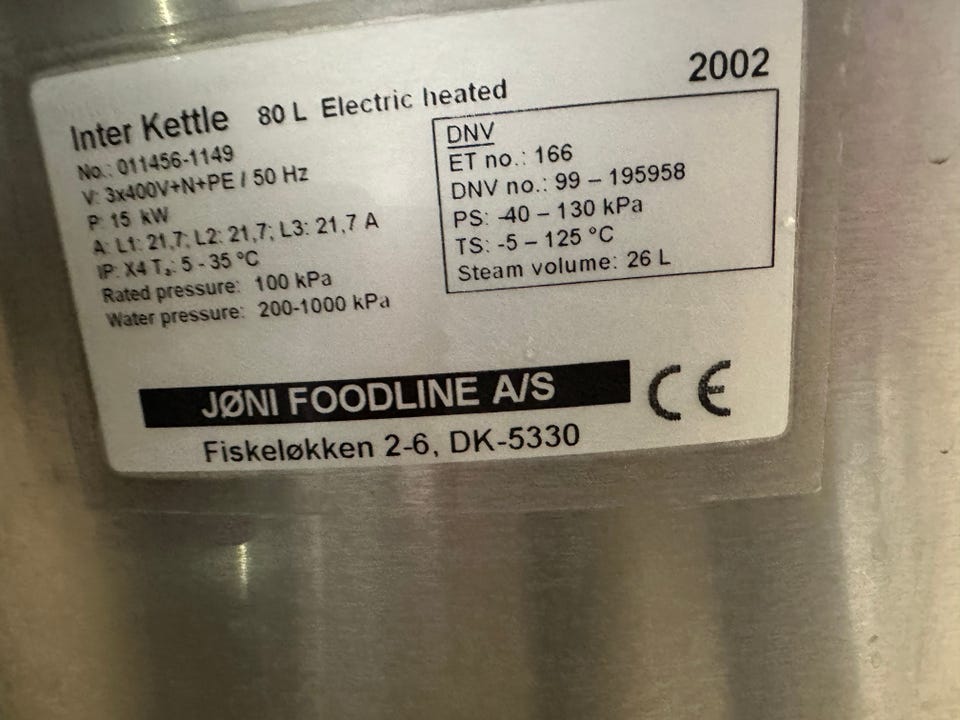 2002
Inter Kettle 80 L Electric heated
No.: 011456-1149
V: 3x400V+N+PE / 50 Hz
P: 15 kW
A: L1: 21,7; L2: 21,7; L3: 21,7 A
IP: X4 Tₐ: 5 - 35 °C
Rated pressure: 100 kPa
Water pressure: 200-1000 kPa
DNV
ET no.: 166
DNV no.: 99 – 195958
PS: -40 – 130 kPa
TS: -5 – 125 °C
Steam volume: 26 L
JØNI FOODLINE A/S
CE
Fiskeløkken 2-6, DK-5330